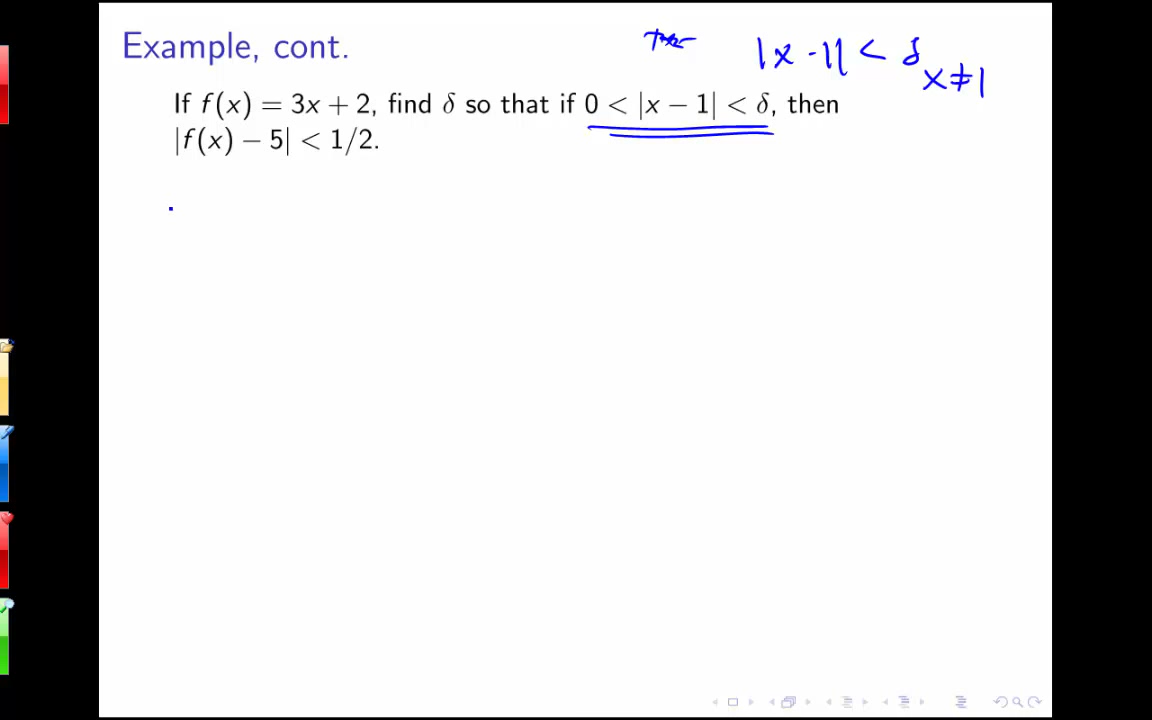 Example, cont.
|x - 1| < δ
x ≠ 1
If f(x) = 3x + 2, find δ so that if 0 < |x − 1| < δ, then
|f(x) − 5| < 1/2.